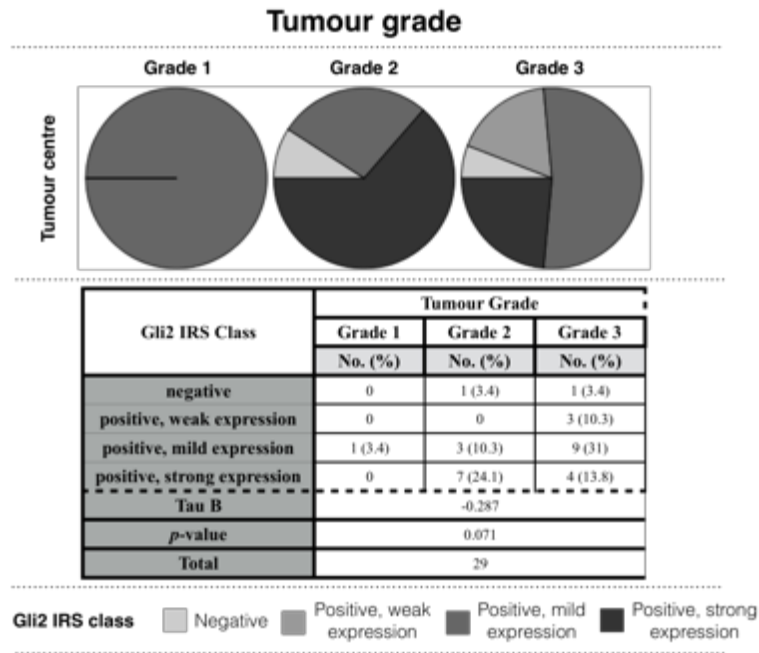 Tumour grade
Grade 1 Grade 2 Grade 3
Tumour centre
Gli2 IRS Class Tumour Grade
Grade 1 Grade 2 Grade 3
No. (%) No. (%) No. (%)
negative 0 1 (3.4) 1 (3.4)
positive, weak expression 0 0 3 (10.3)
positive, mild expression 1 (3.4) 3 (10.3) 9 (31)
positive, strong expression 0 7 (24.1) 4 (13.8)
Tau B -0.287
p-value 0.071
Total 29
Gli2 IRS class Negative Positive, weak expression Positive, mild expression Positive, strong expression